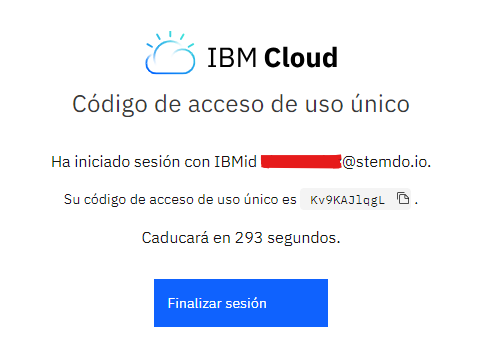 IBM Cloud
Código de acceso de uso único
Ha iniciado sesión con IBMid @stemdo.io.
Su código de acceso de uso único es Kv9KAJlqgL .
Caducará en 293 segundos.
Finalizar sesión